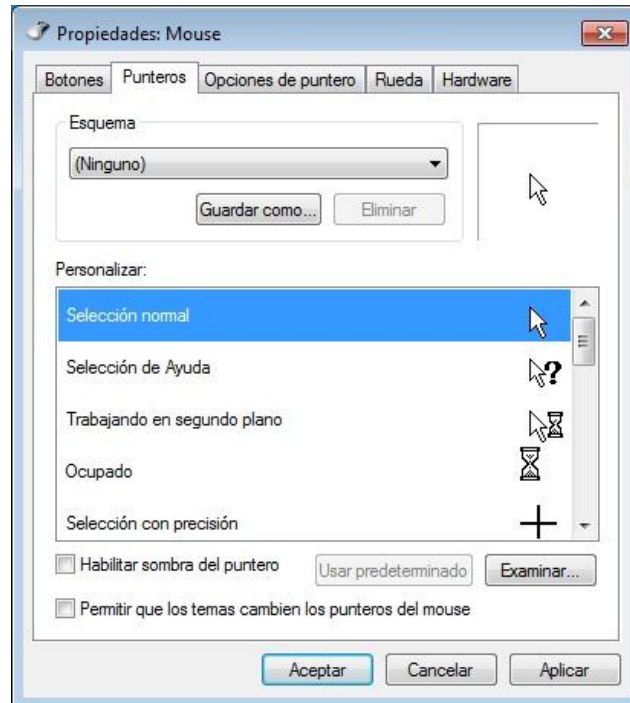 Propiedades: Mouse
Botones Punteros Opciones de puntero Rueda Hardware
Esquema
(Ninguno)
Guardar como... Eliminar
Personalizar:
Selección normal
Selección de Ayuda
Trabajando en segundo plano
Ocupado
Selección con precisión
Habilitar sombra del puntero Usar predeterminado Examinar...
Permitir que los temas cambien los punteros del mouse
Aceptar Cancelar Aplicar